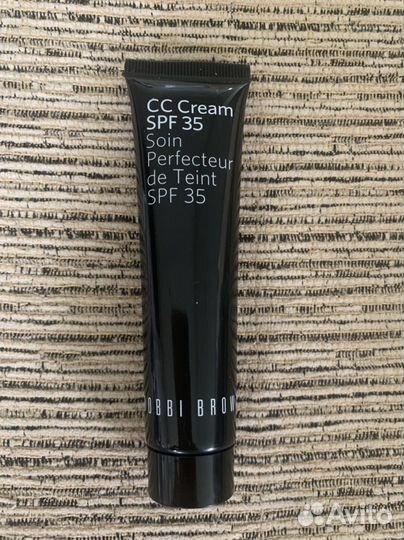 CC Cream
SPF 35
Soin
Perfecteur
de Teint
SPF 35
OBBI BROW
Avito